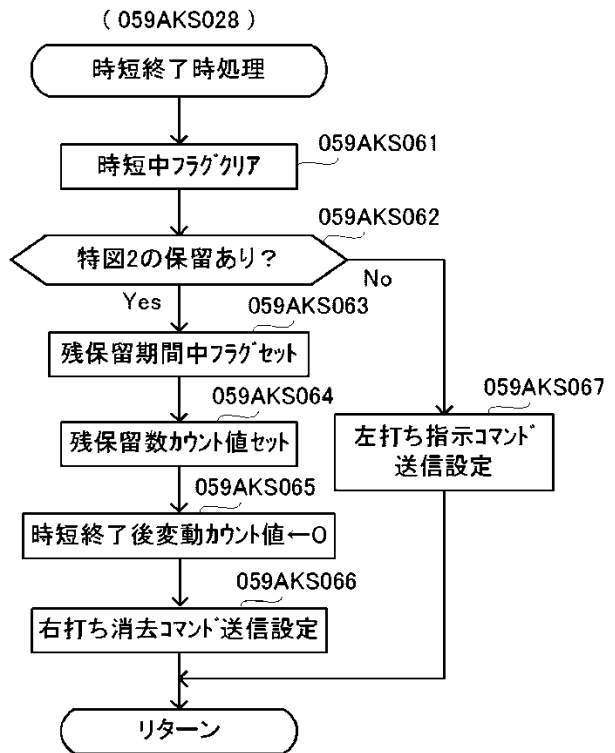 (059AKS028)
時短終了時処理
059AKS061
時短中フラグクリア
059AKS062
特図2の保留あり?
No
Yes
059AKS063
残保留期間中フラグセット
059AKS064
残保留数カウント値セット
059AKS065
時短終了後変動カウント値←0
059AKS066
右打ち消去コマンド送信設定
059AKS067
左打ち指示コマンド
送信設定
リターン